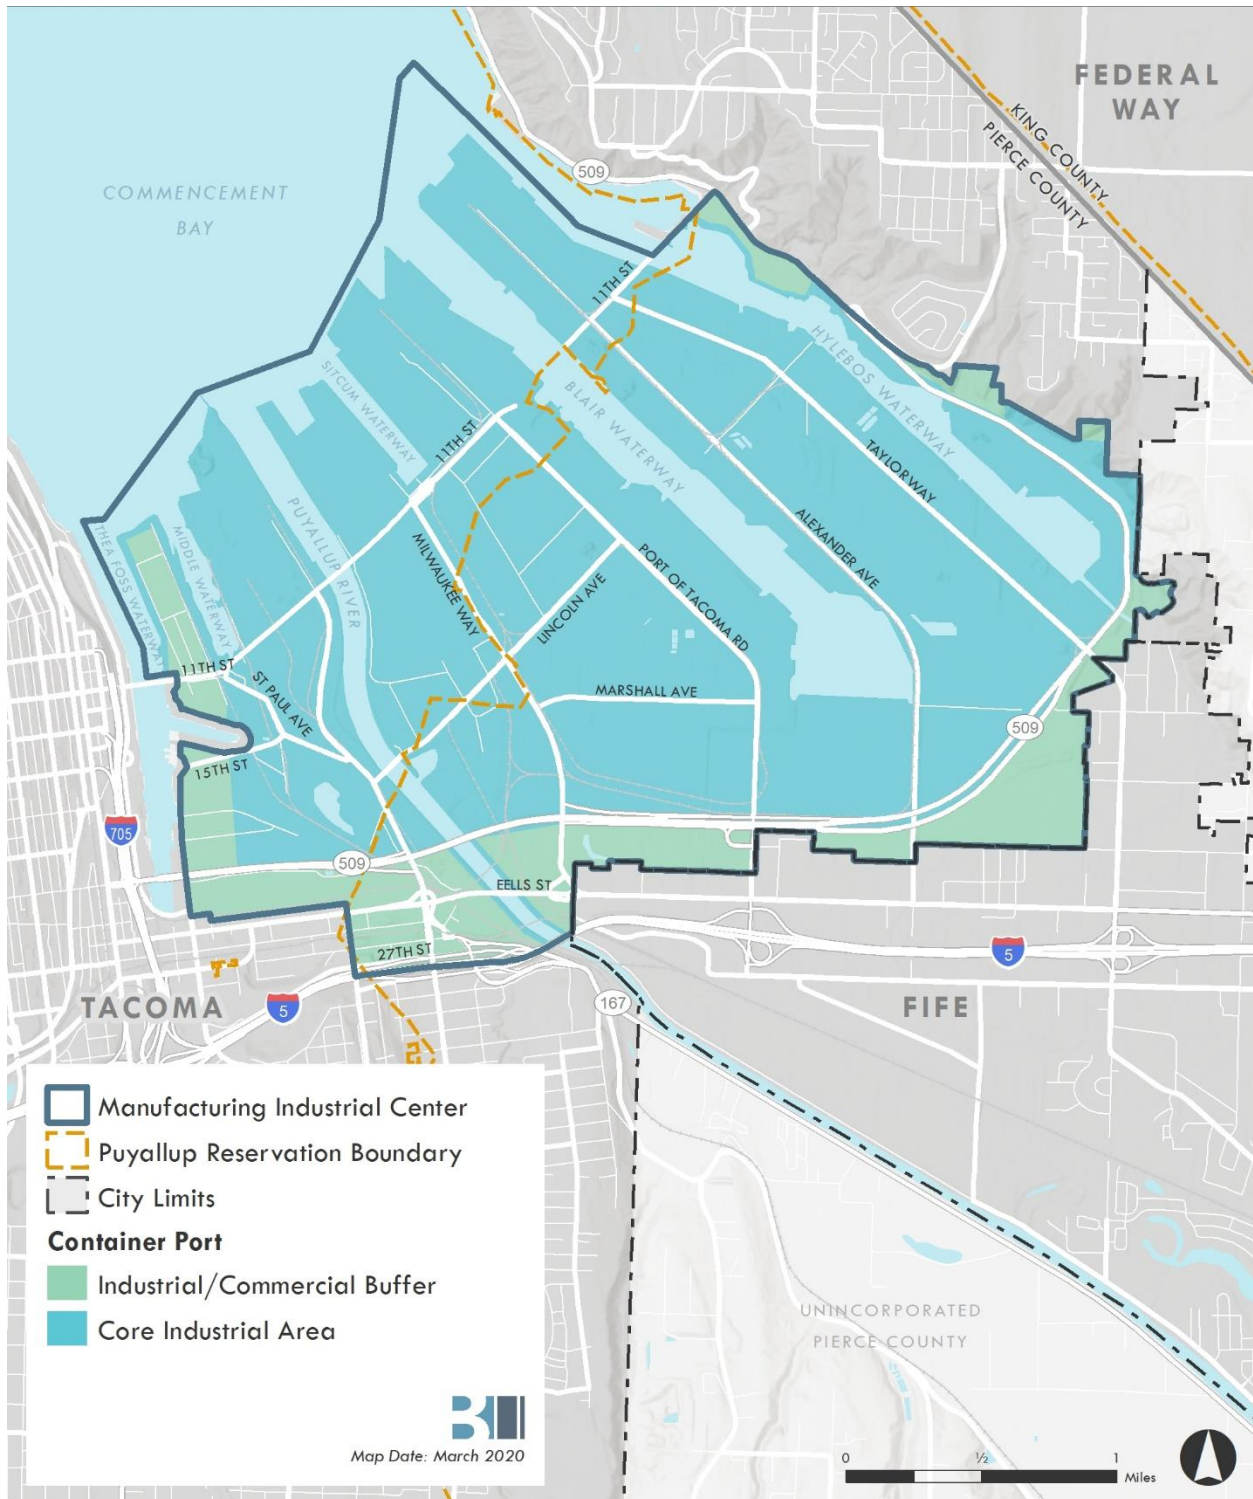 FEDERAL
WAY
KING COUNTY
PIERCE COUNTY
509
COMMENCEMENT
BAY
11TH ST
HYLEBOS WATERWAY
SITCUM WATERWAY
BLAIR WATERWAY
11TH ST
TAYLORWAY
PUYALLUP RIVER
ALEXANDER AVE
THEA FOSS WATERWAY
MIDDLE WATERWAY
MILWAUKEE WAY
PORT OF TACOMA RD
LINCOLN AVE
11TH ST
ST PAUL AVE
MARSHALL AVE
509
15TH ST
705
509
EELLS ST
27TH ST
5
TACOMA
5
167
FIFE
Manufacturing Industrial Center
Puyallup Reservation Boundary
City Limits
Container Port
Industrial/Commercial Buffer
Core Industrial Area
UNINCORPORATED
PIERCE COUNTY
Map Date: March 2020
0 ½ 1
Miles